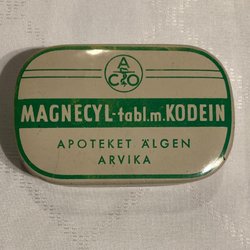 ACO
MAGNECYL-tabl.m.KODEIN
APOTEKET ÄLGEN
ARVIKA